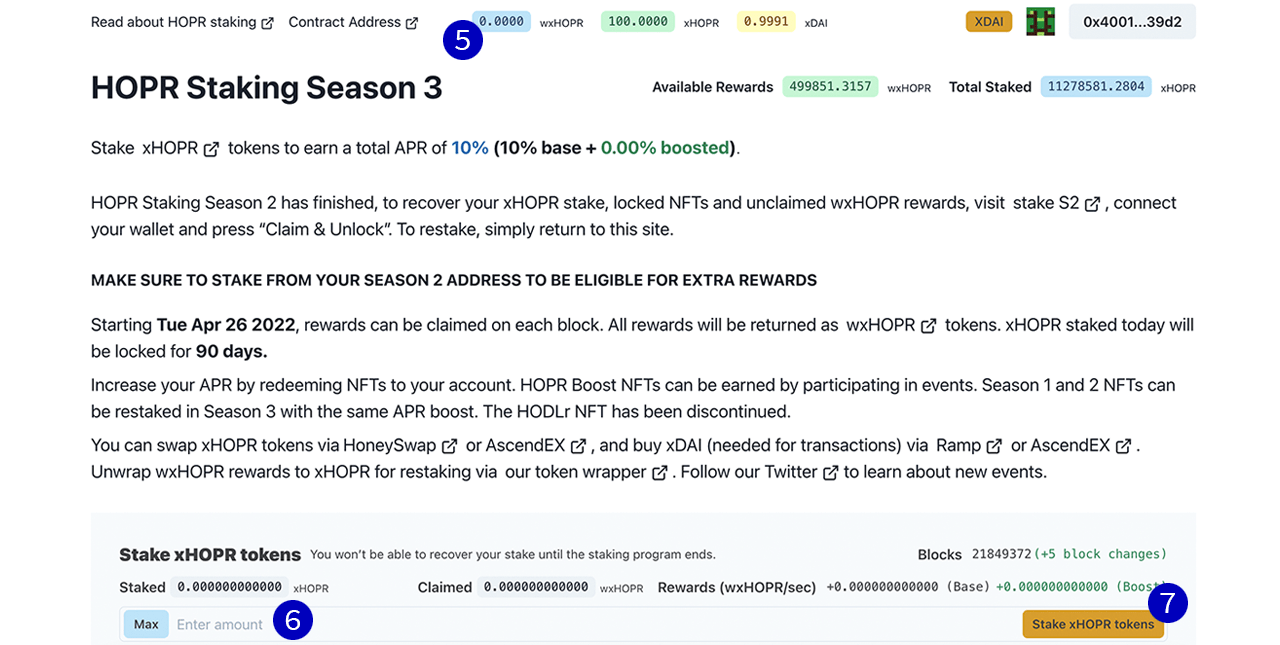 Read about HOPR staking Contract Address 5 0.0000 wxHOPR 100.0000 xHOPR 0.9991 xDAI XDAI 0x4001...39d2
HOPR Staking Season 3 Available Rewards 499851.3157 wxHOPR Total Staked 11278581.2804 xHOPR
Stake xHOPR tokens to earn a total APR of 10% (10% base + 0.00% boosted).
HOPR Staking Season 2 has finished, to recover your xHOPR stake, locked NFTs and unclaimed wxHOPR rewards, visit stake S2 , connect
your wallet and press “Claim & Unlock”. To restake, simply return to this site.
MAKE SURE TO STAKE FROM YOUR SEASON 2 ADDRESS TO BE ELIGIBLE FOR EXTRA REWARDS
Starting Tue Apr 26 2022, rewards can be claimed on each block. All rewards will be returned as wxHOPR tokens. xHOPR staked today will
be locked for 90 days.
Increase your APR by redeeming NFTs to your account. HOPR Boost NFTs can be earned by participating in events. Season 1 and 2 NFTs can
be restaked in Season 3 with the same APR boost. The HODLr NFT has been discontinued.
You can swap xHOPR tokens via HoneySwap or AscendEX , and buy xDAI (needed for transactions) via Ramp or AscendEX .
Unwrap wxHOPR rewards to xHOPR for restaking via our token wrapper . Follow our Twitter to learn about new events.
Stake xHOPR tokens You won’t be able to recover your stake until the staking program ends. Blocks 21849372 (+5 block changes)
Staked 0.000000000000 xHOPR Claimed 0.000000000000 wxHOPR Rewards (wxHOPR/sec) +0.000000000000 (Base) +0.000000000000 (Boost
Max Enter amount 6 Stake xHOPR tokens 7